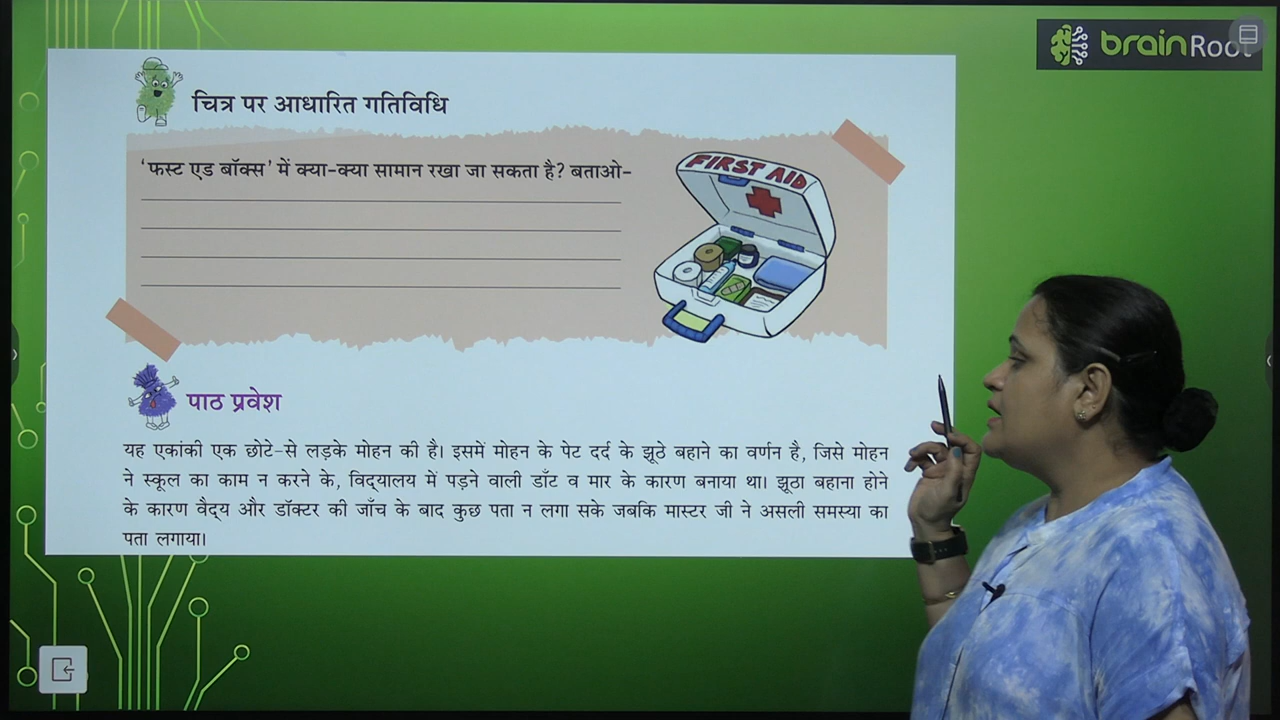 brainRoot
चित्र पर आधारित गतिविधि
'फस्ट एड बॉक्स' में क्या-क्या सामान रखा जा सकता है? बताओ-
FIRST AID
पाठ प्रवेश
यह एकांकी एक छोटे-से लड़के मोहन की है। इसमें मोहन के पेट दर्द के झूठे बहाने का वर्णन है, जिसे मोहन
ने स्कूल का काम न करने के, विद्‌यालय में पड़ने वाली डाँट व मार के कारण बनाया था। झूठा बहाना होने
के कारण वैद्‌य और डॉक्टर की जाँच के बाद कुछ पता न लगा सके जबकि मास्टर जी ने असली समस्या का
पता लगाया।